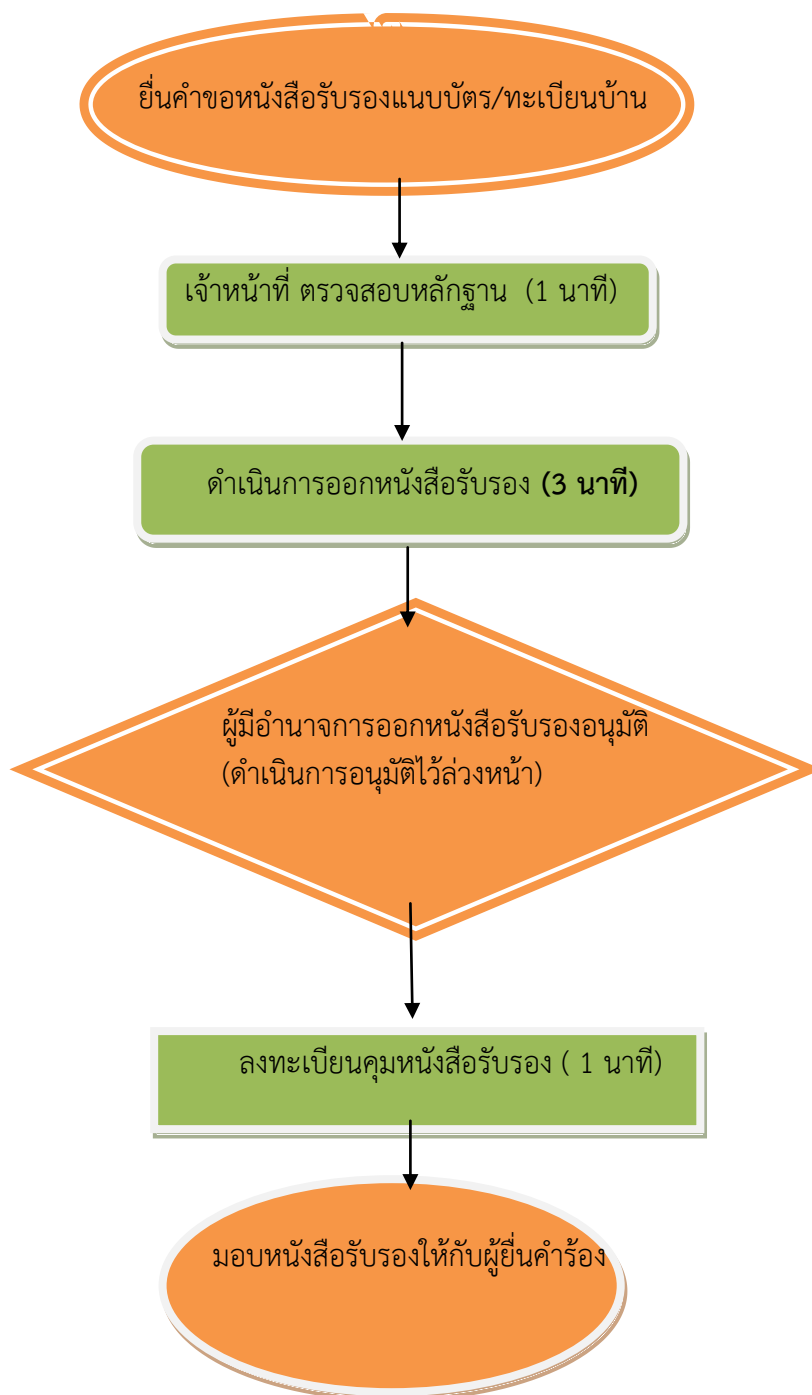 ยื่นคำขอหนังสือรับรองแนบบัตร/ทะเบียนบ้าน
เจ้าหน้าที่ ตรวจสอบหลักฐาน (1 นาที)
ดำเนินการออกหนังสือรับรอง (3 นาที)
ผู้มีอำนาจการออกหนังสือรับรองอนุมัติ
(ดำเนินการอนุมัติไว้ล่วงหน้า)
ลงทะเบียนคุมหนังสือรับรอง ( 1 นาที)
มอบหนังสือรับรองให้กับผู้ยื่นคำร้อง